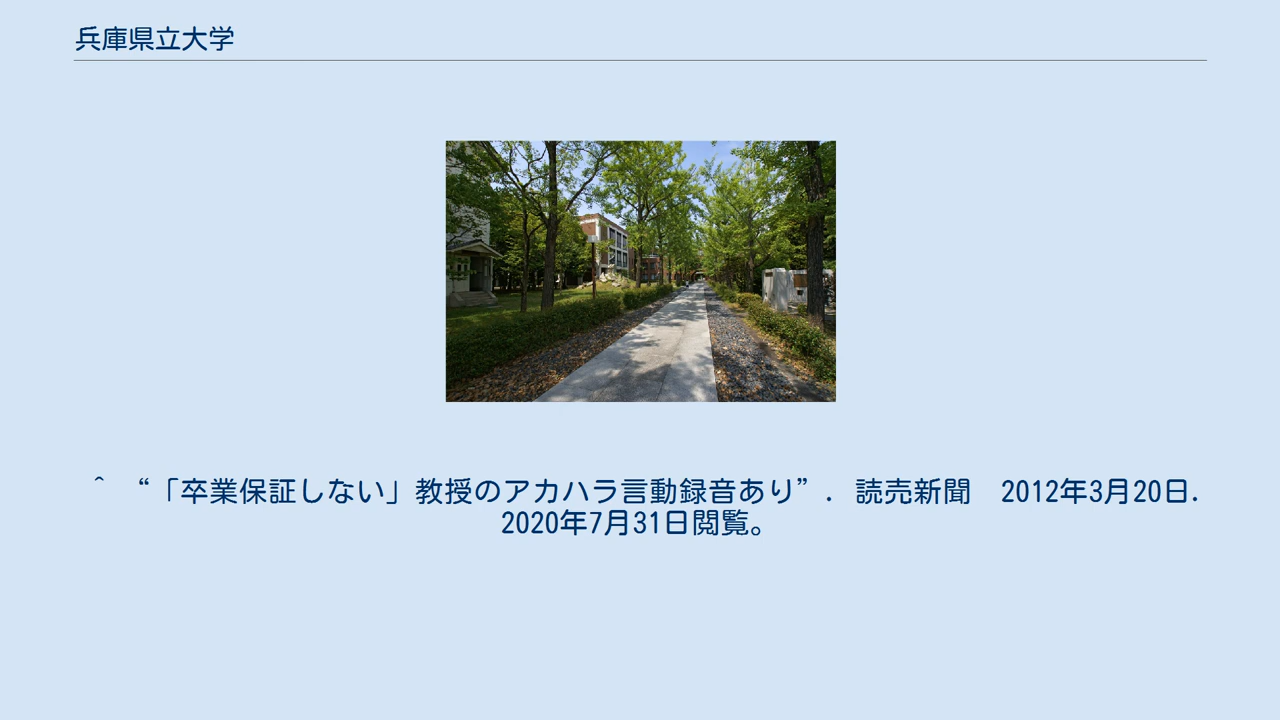 兵庫県立大学
^ “「卒業保証しない」教授のアカハラ言動録音あり”. 読売新聞 2012年3月20日.
2020年7月31日閲覧。